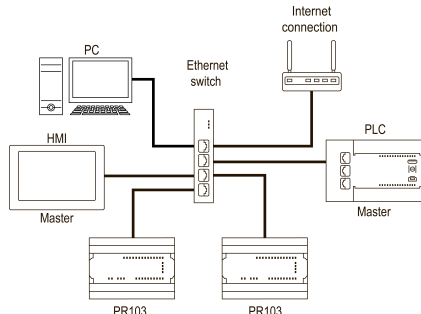 Internet
connection
PC
Ethernet
switch
HMI
PLC
Master
Master
PR103
PR103